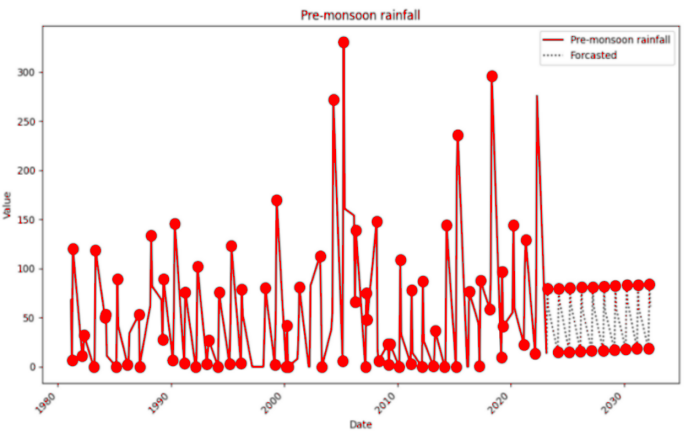 Pre-monsoon rainfall
Pre-monsoon rainfall
Forcasted
300
250
200
150
100
50
0
Value
1980
1990
2000
2010
2020
2030
Date